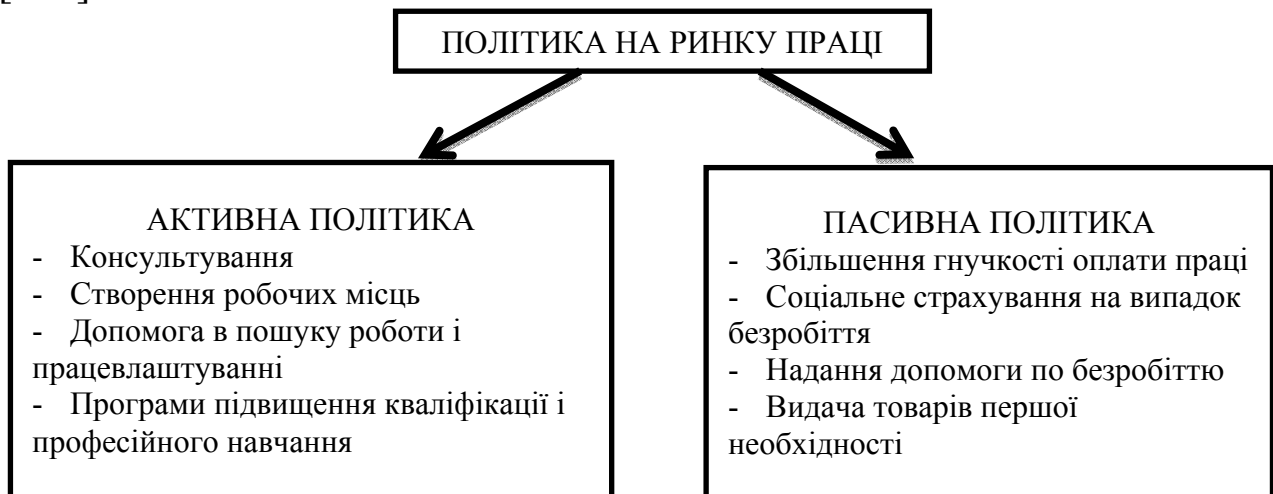 ПОЛІТИКА НА РИНКУ ПРАЦІ
АКТИВНА ПОЛІТИКА
- Консультування
- Створення робочих місць
- Допомога в пошуку роботи і
працевлаштуванні
- Програми підвищення кваліфікації і
професійного навчання
ПАСИВНА ПОЛІТИКА
- Збільшення гнучкості оплати праці
- Соціальне страхування на випадок
безробіття
- Надання допомоги по безробіттю
- Видача товарів першої
необхідності